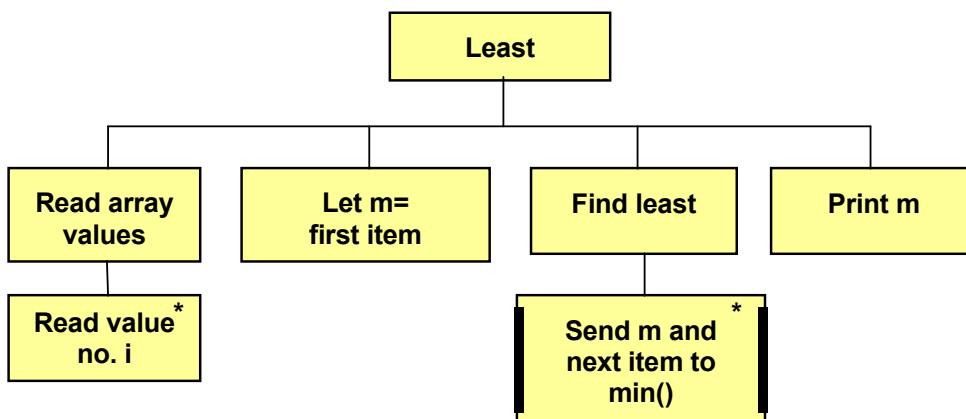 Least
Read array
values
Let m=
first item
Find least
Print m
Read value*
no. i
*
Send m and
next item to
min()